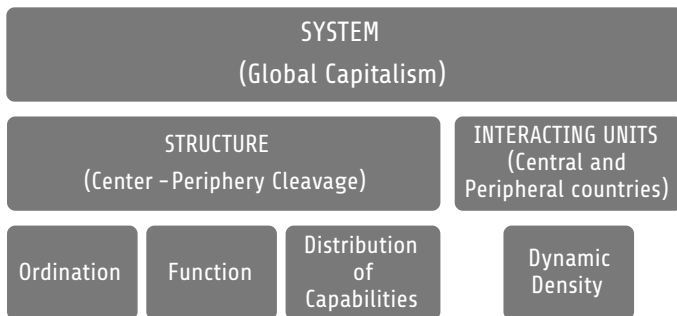 SYSTEM
(Global Capitalism)
STRUCTURE
(Center - Periphery Cleavage)
INTERACTING UNITS
(Central and
Peripheral countries)
Ordination
Function
Distribution
of
Capabilities
Dynamic
Density